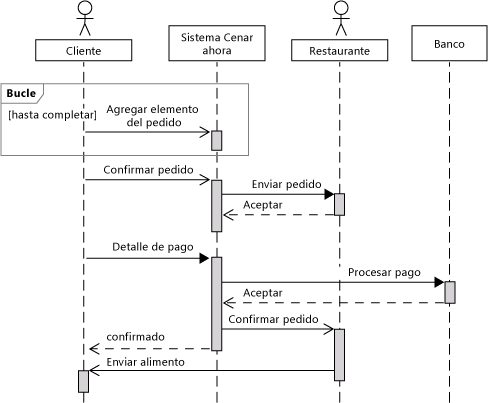 Cliente
Sistema Cenar
ahora
Restaurante
Banco
Bucle
[hasta completar]
Agregar elemento
del pedido
Confirmar pedido
Enviar pedido
Aceptar
Detalle de pago
Procesar pago
Aceptar
Confirmar pedido
confirmado
Enviar alimento